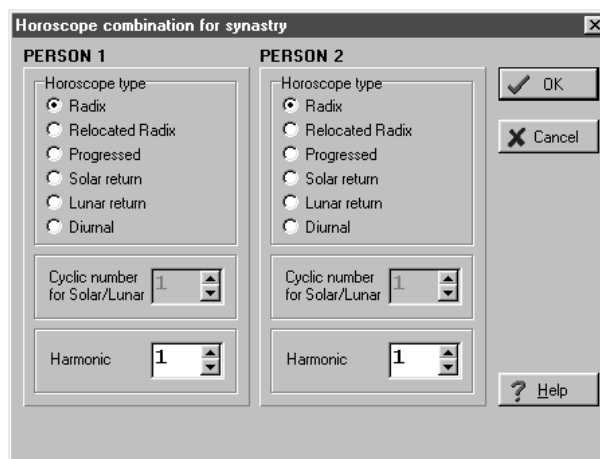 Horoscope combination for synastry
PERSON 1
Horoscope type
Radix
Relocated Radix
Progressed
Solar return
Lunar return
Diurnal
Cyclic number
for Solar/Lunar
1
Harmonic
1
PERSON 2
Horoscope type
Radix
Relocated Radix
Progressed
Solar return
Lunar return
Diurnal
Cyclic number
for Solar/Lunar
1
Harmonic
1
OK
Cancel
Help